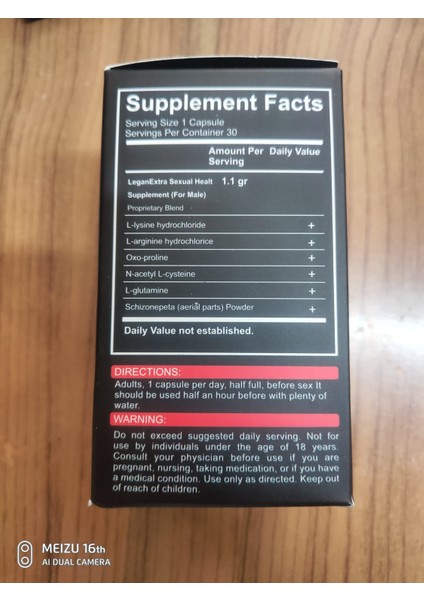 Supplement Facts
Serving Size 1 Capsule
Servings Per Container 30
Amount Per Daily Value
Serving
LeganExtra Sexual Healt 1.1 gr
Supplement (For Male)
Proprietary Blend
L-lysine hydrochloride +
L-arginine hydrochlorice +
Oxo-proline +
N-acetyl L-cysteine +
L-glutamine +
Schizonepeta (aerial parts) Powder +
Daily Value not established.
DIRECTIONS:
Adults, 1 capsule per day, half full, before sex It
should be used half an hour before with plenty of
water.
WARNING:
Do not exceed suggested daily serving. Not for
use by individuals under the age of 18 years.
Consult your physician before use if you are
pregnant, nursing, taking medication, or if you have
a medical condition. Use only as directed. Keep out
of reach of children.
MEIZU 16th
AI DUAL CAMERA